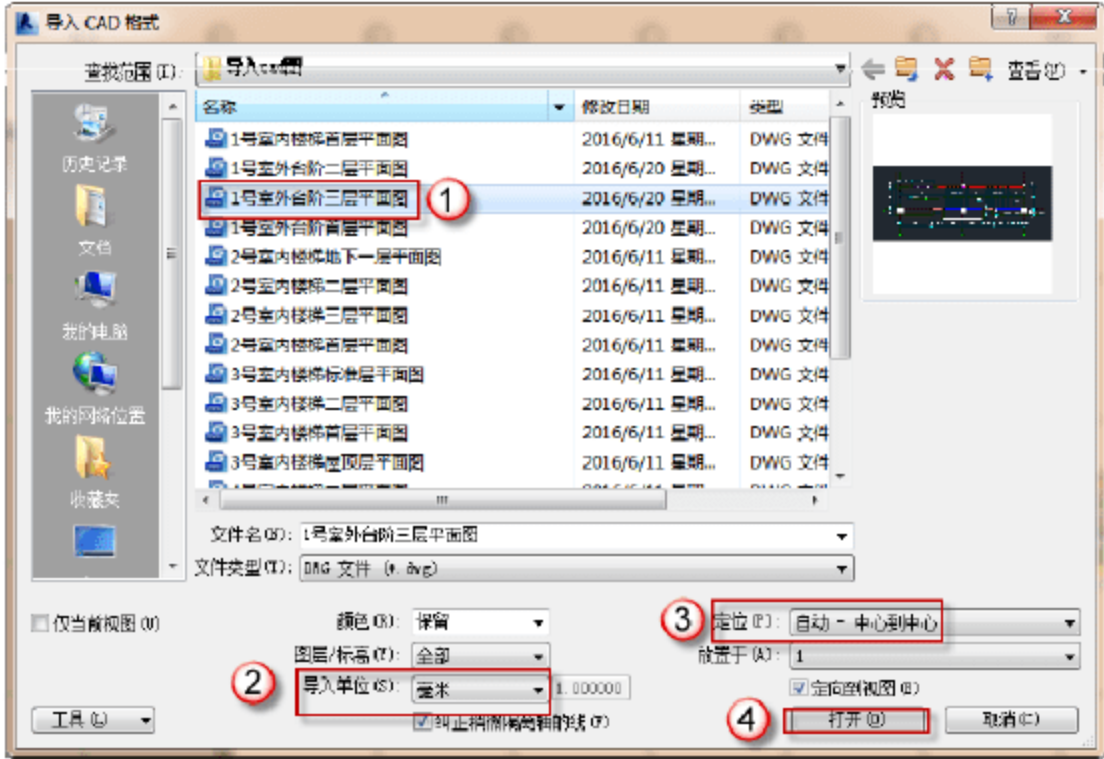 导入 CAD 格式
查找范围(I):
导入cad图
查看(V)
历史记录
文档
我的电脑
我的网络位置
收藏夹
名称
修改日期
类型
1号室内楼梯首层平面图 2016/6/11 星期... DWG 文件
1号室外台阶二层平面图 2016/6/20 星期... DWG 文件
1号室外台阶三层平面图 2016/6/20 星期... DWG 文件
1号室外台阶首层平面图 2016/6/20 星期... DWG 文件
2号室内楼梯地下一层平面图 2016/6/11 星期... DWG 文件
2号室内楼梯二层平面图 2016/6/11 星期... DWG 文件
2号室内楼梯三层平面图 2016/6/11 星期... DWG 文件
2号室内楼梯首层平面图 2016/6/11 星期... DWG 文件
3号室内楼梯标准层平面图 2016/6/11 星期... DWG 文件
3号室内楼梯二层平面图 2016/6/11 星期... DWG 文件
3号室内楼梯首层平面图 2016/6/11 星期... DWG 文件
3号室内楼梯屋顶层平面图 2016/6/11 星期... DWG 文件
1
预览
文件名(N): 1号室外台阶三层平面图
文件类型(T): DWG 文件 (*.dwg)
仅当前视图(U)
颜色(R): 保留
图层/标高(Y): 全部
2 导入单位(S): 毫米 1.000000
纠正稍微偏离轴的线(F)
3 定位(P): 自动 - 中心到中心
放置于(A): 1
定向到视图(H)
工具(L)
4 打开(O)
取消(C)